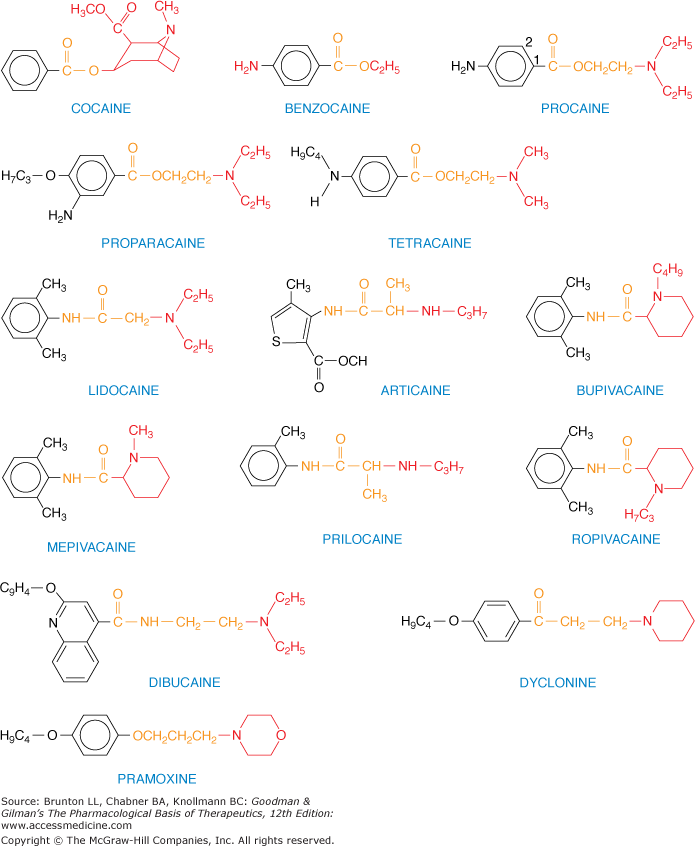 CH₃
H₃CO C N
O
O
C O
COCAINE
O
H₂N C
OC₂H₅
BENZOCAINE
2
1
O
H₂N C
OCH₂CH₂ N
C₂H₅
C₂H₅
PROCAINE
O
H₇C₃ O C
OCH₂CH₂ N
C₂H₅
C₂H₅
H₂N
PROPARACAINE
H₉C₄
N
H
O
C OCH₂CH₂ N
CH₃
CH₃
TETRACAINE
CH₃
O
NH C CH₂ N
C₂H₅
C₂H₅
CH₃
LIDOCAINE
CH₃
O CH₃
HN C CH NH C₃H₇
S
C OCH
O
ARTICAINE
C₄H₉
CH₃ N
O
NH C
CH₃
BUPIVACAINE
CH₃
CH₃
O N
NH C
CH₃
MEPIVACAINE
CH₃
O
NH C CH HN C₃H₇
CH₃
PRILOCAINE
CH₃
O
NH C
N
CH₃
H₇C₃
ROPIVACAINE
C₉H₄ O
O
N C NH CH₂ CH₂ N
C₂H₅
C₂H₅
DIBUCAINE
O
H₉C₄ O C CH₂ CH₂ N
DYCLONINE
H₉C₄ O OCH₂CH₂CH₂ N O
PRAMOXINE
Source: Brunton LL, Chabner BA, Knollmann BC: Goodman &
Gilman's The Pharmacological Basis of Therapeutics, 12th Edition:
www.accessmedicine.com
Copyright © The McGraw-Hill Companies, Inc. All rights reserved.